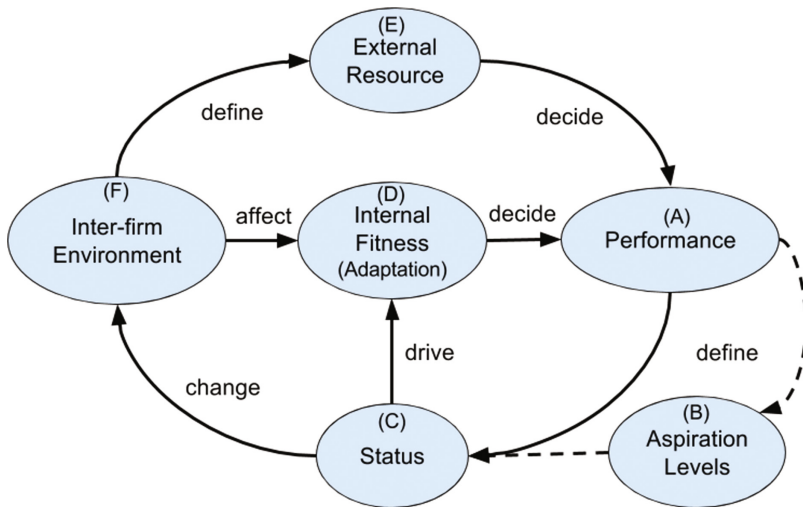 (E)
External
Resource
define
decide
(F)
Inter-firm
Environment
affect
(D)
Internal
Fitness
(Adaptation)
decide
(A)
Performance
drive
define
change
(C)
Status
(B)
Aspiration
Levels